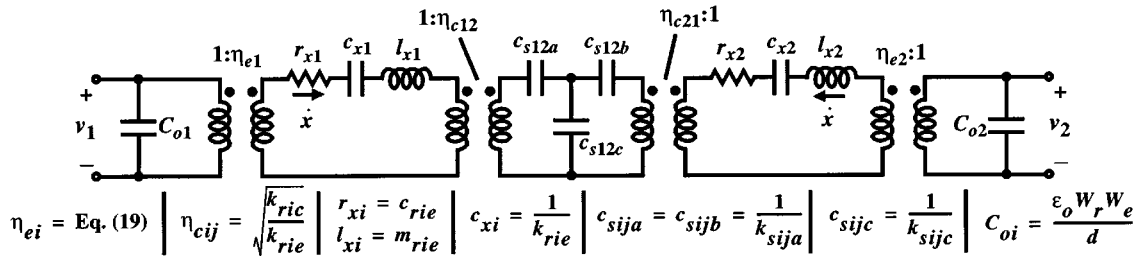 1:ηc12
ηc21:1
1:ηe1
rx1
cx1
lx1
cs12a
cs12b
rx2
cx2
lx2
ηe2:1
+
v1
−
Co1
ẋ
cs12c
ẋ
Co2
+
v2
−
ηei = Eq. (19) | ηcij = √(kric/krie) | rxi = crie lxi = mrie | cxi = 1/krie | csija = csijb = 1/ksija | csijc = 1/ksijc | Coi = εoWrWe/d